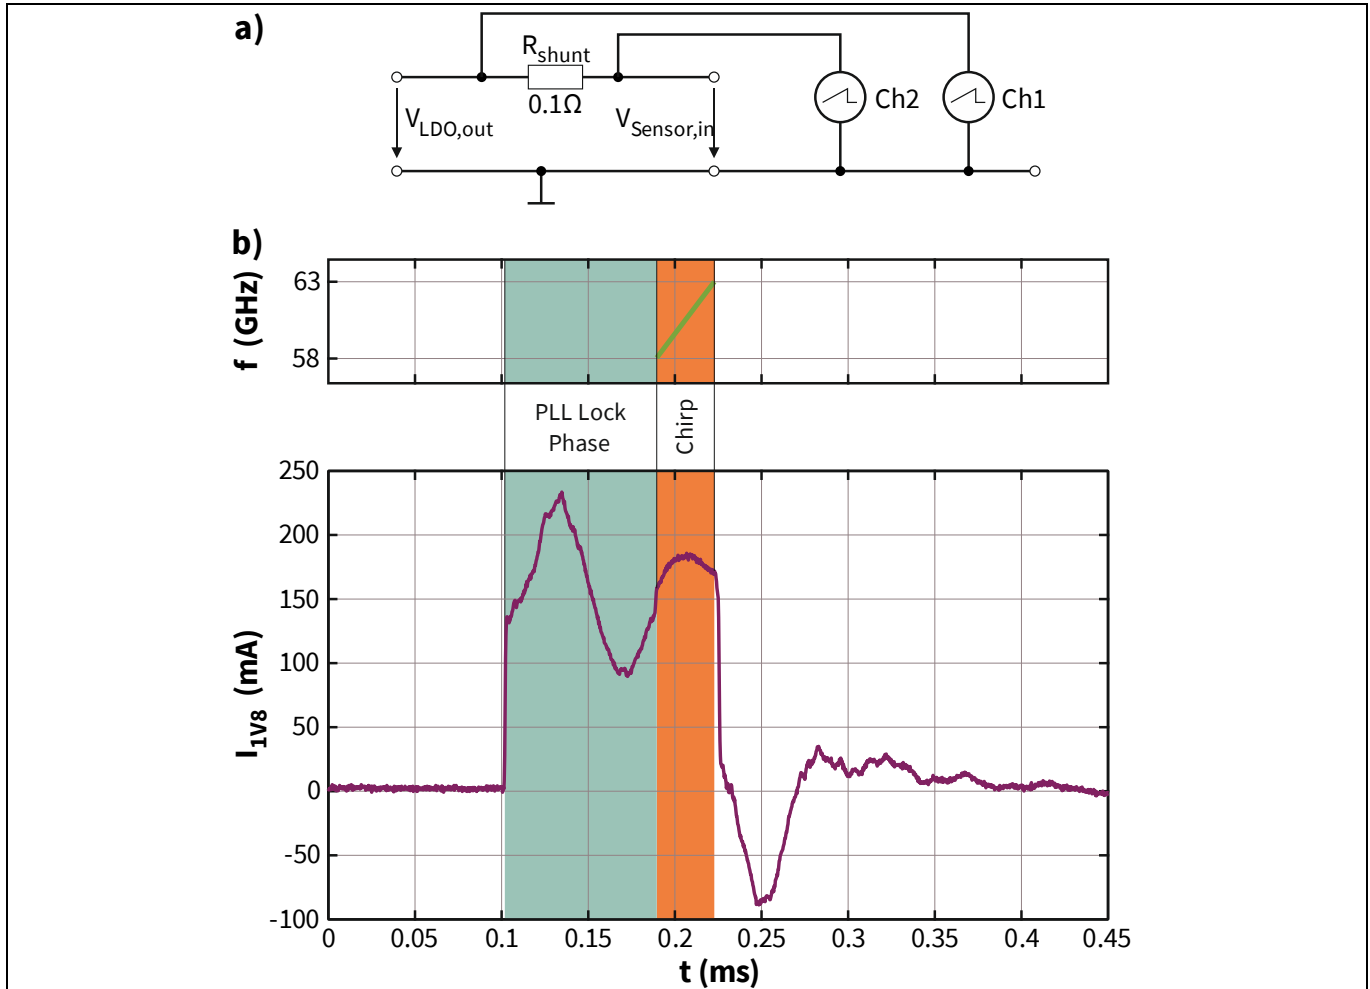 a)
R_shunt
0.1Ω
V_LDO,out
V_Sensor,in
Ch2
Ch1
b)
f (GHz)
63
58
PLL Lock
Phase
Chirp
I_1V8 (mA)
250
200
150
100
50
0
-50
-100
0 0.05 0.1 0.15 0.2 0.25 0.3 0.35 0.4 0.45
t (ms)